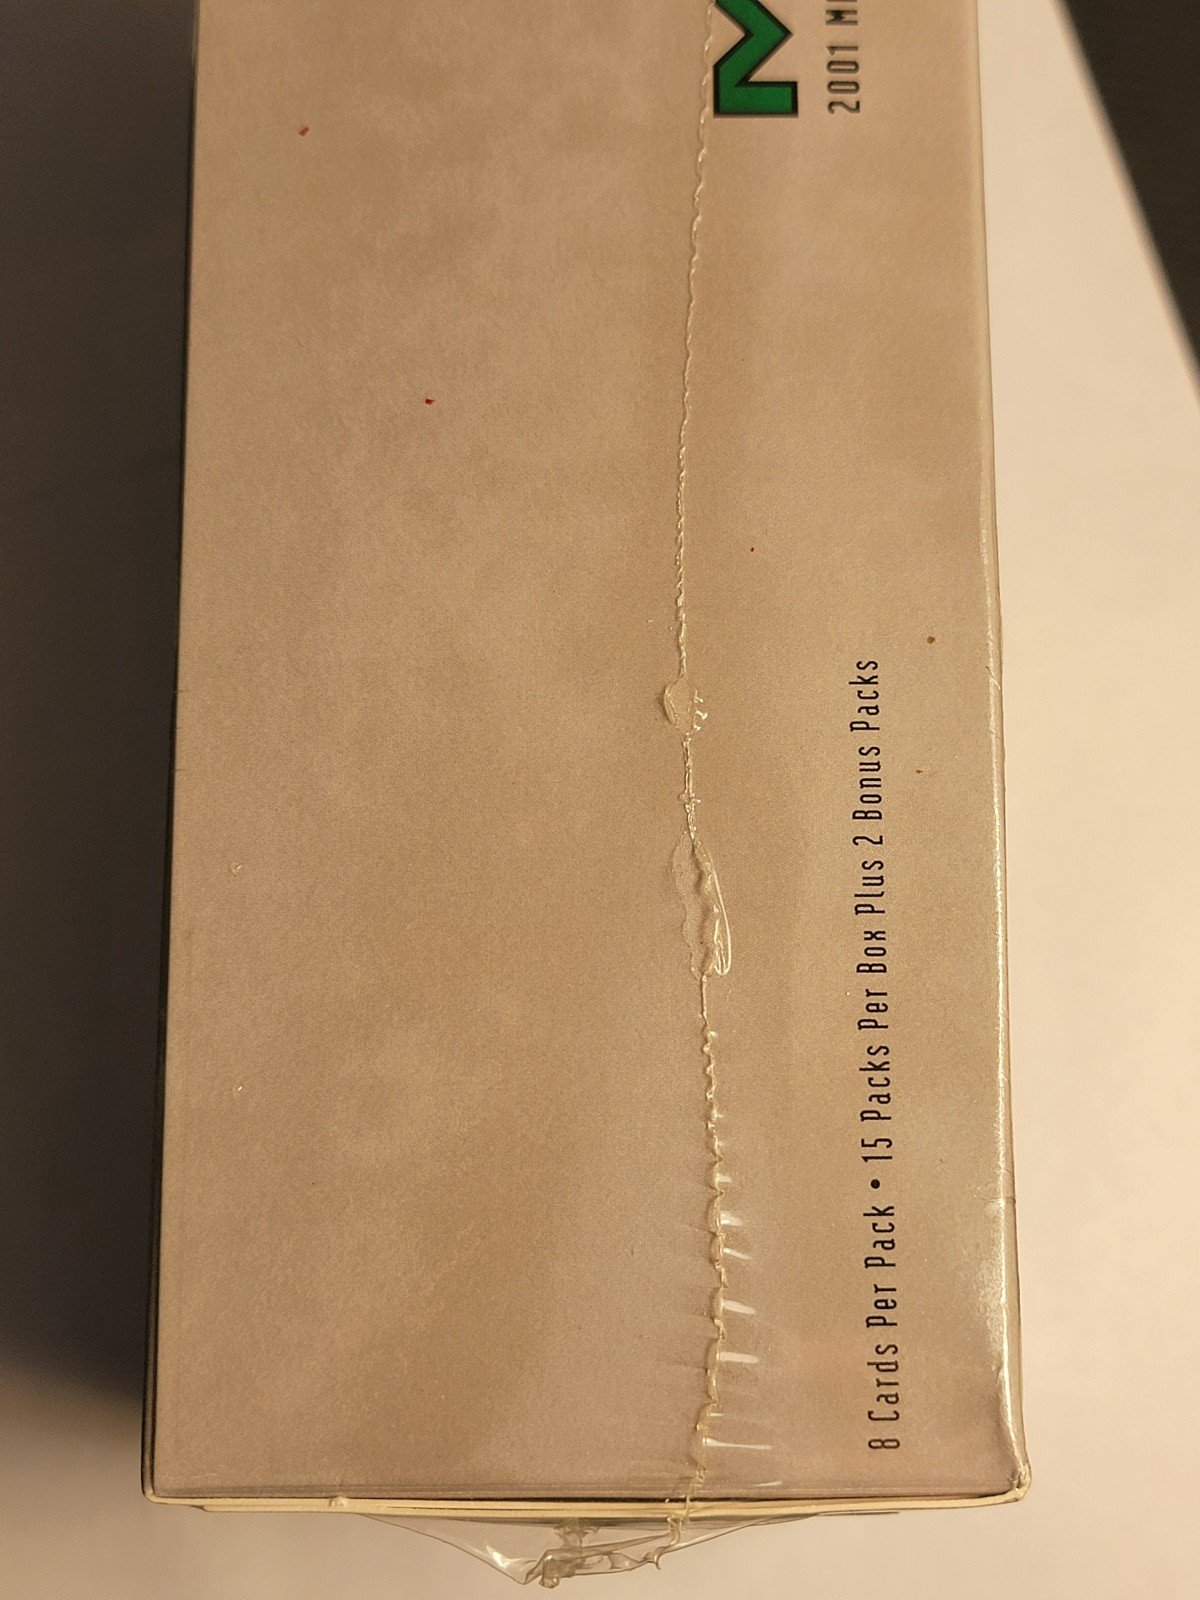 M
2001
8 Cards Per Pack • 15 Packs Per Box Plus 2 Bonus Packs